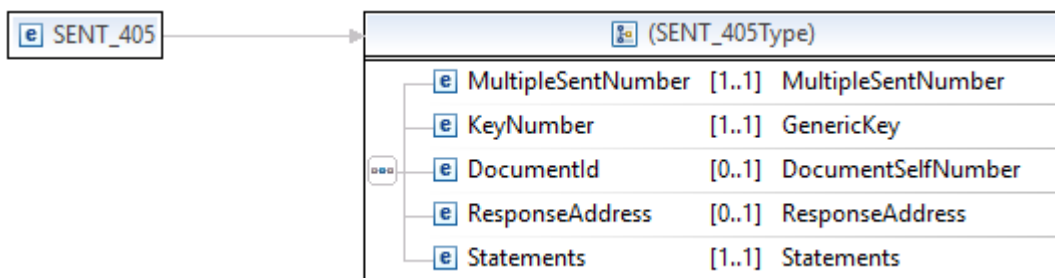 e SENT_405
(SENT_405Type)
e MultipleSentNumber [1..1] MultipleSentNumber
e KeyNumber [1..1] GenericKey
e DocumentId [0..1] DocumentSelfNumber
e ResponseAddress [0..1] ResponseAddress
e Statements [1..1] Statements